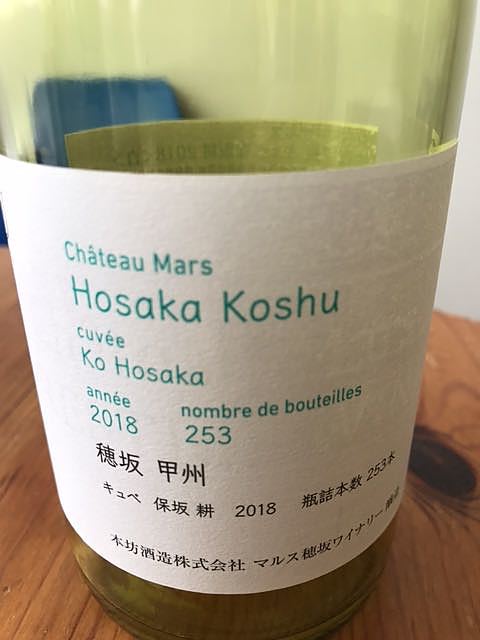 Château Mars
Hosaka Koshu
cuvée
Ko Hosaka
année nombre de bouteilles
2018 253
穂坂 甲州
キュベ 保坂 耕 2018 瓶詰本数 253本
本坊酒造株式会社 マルス穂坂ワイナリー